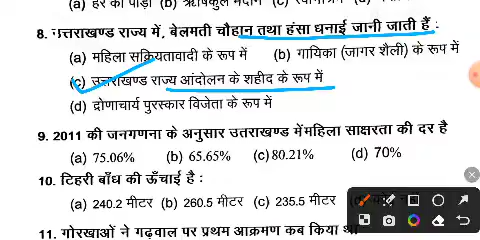 (a) हर की पौड़ी (b) ऋषिकुल मैदान (c)
8. उत्तराखण्ड राज्य में, बेलमती चौहान तथा हंसा धनाई जानी जाती हैं :
(a) महिला सक्रियतावादी के रूप में (b) गायिका (जागर शैली) के रूप में
(c) उत्तराखण्ड राज्य आंदोलन के शहीद के रूप में
(d) द्रोणाचार्य पुरस्कार विजेता के रूप में
9. 2011 की जनगणना के अनुसार उतराखण्ड में महिला साक्षरता की दर है
(a) 75.06% (b) 65.65% (c) 80.21% (d) 70%
10. टिहरी बाँध की ऊँचाई है :
(a) 240.2 मीटर (b) 260.5 मीटर (c) 235.5 मीटर
11. गोरखाओं ने गढ़वाल पर प्रथम आक्रमण कब किया था